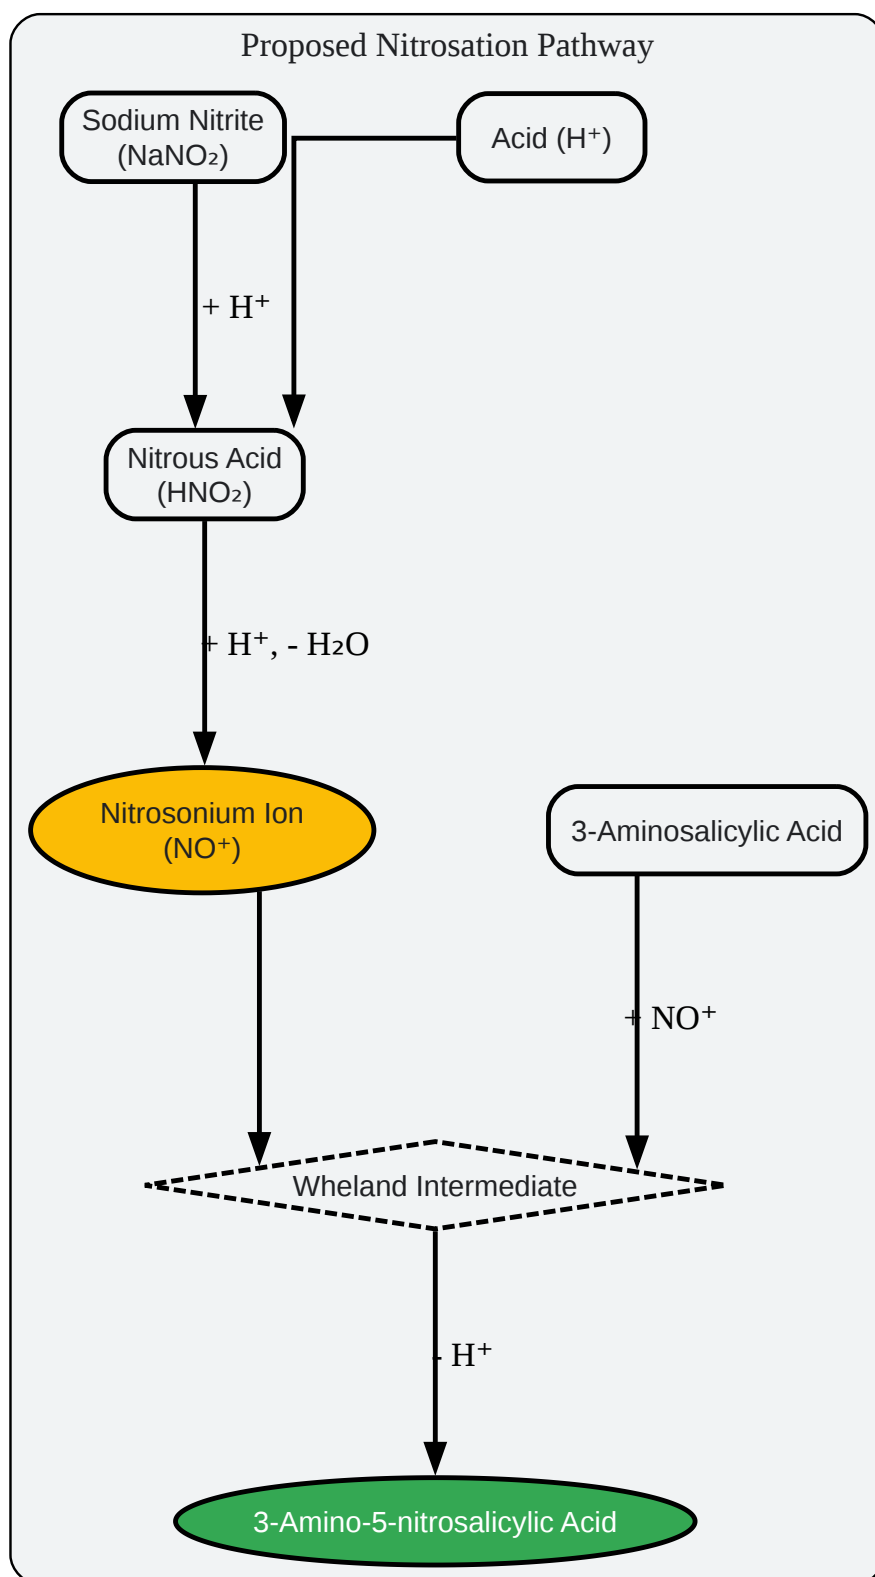 Proposed Nitrosation Pathway
Sodium Nitrite
(NaNO₂)
Acid (H⁺)
+ H⁺
Nitrous Acid
(HNO₂)
+ H⁺, - H₂O
Nitrosonium Ion
(NO⁺)
3-Aminosalicylic Acid
+ NO⁺
Wheland Intermediate
- H⁺
3-Amino-5-nitrosalicylic Acid